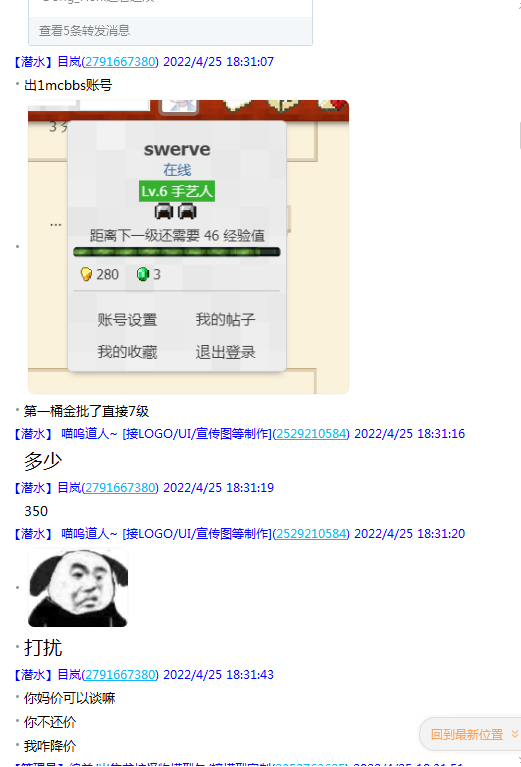 查看5条转发消息
【潜水】目岚(2791667380) 2022/4/25 18:31:07
出1mcbbs账号
3 分
swerve
在线
Lv.6 手艺人
...
距离下一级还需要 46 经验值
280 3
账号设置 我的帖子
我的收藏 退出登录
第一桶金批了直接7级
【潜水】 喵呜道人~ [接LOGO/UI/宣传图等制作](2529210584) 2022/4/25 18:31:16
多少
【潜水】目岚(2791667380) 2022/4/25 18:31:19
350
【潜水】 喵呜道人~ [接LOGO/UI/宣传图等制作](2529210584) 2022/4/25 18:31:20
打扰
【潜水】目岚(2791667380) 2022/4/25 18:31:43
你妈价可以谈嘛
你不还价
回到最新位置
我咋降价